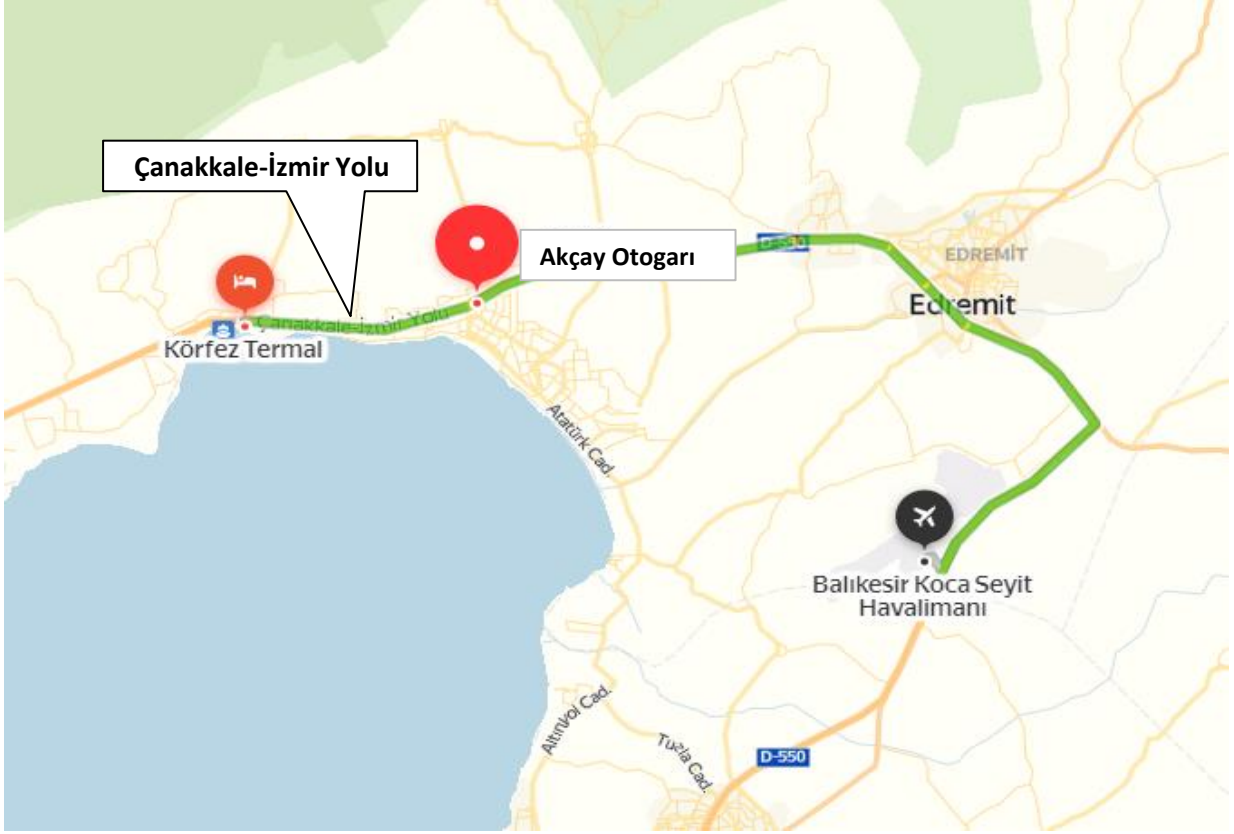 Çanakkale-İzmir Yolu
Akçay Otogarı
EDREMİT
Edremit
Çanakkale-İzmir Yolu
Körfez Termal
Atatürk Cad.
Balıkesir Koca Seyit
Havalimanı
Altınkol Cad.
Tuzla Cad.
D-550